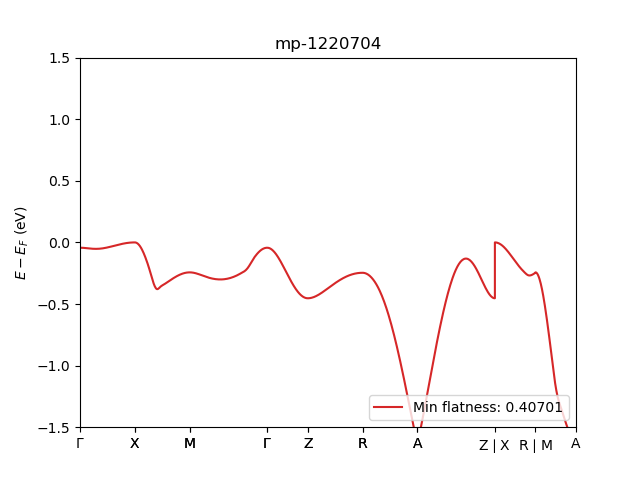 mp-1220704
1.5
1.0
0.5
0.0
−0.5
−1.0
−1.5
E − E_F (eV)
Min flatness: 0.40701
Γ X M Γ Z R A Z | X R | M A